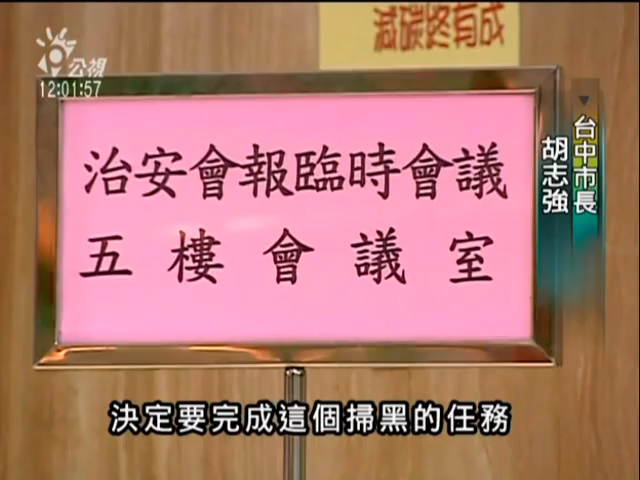 減碳終有成
公視
12:01:57
治安會報臨時會議
五樓會議室
台中市長
胡志強
決定要完成這個掃黑的任務